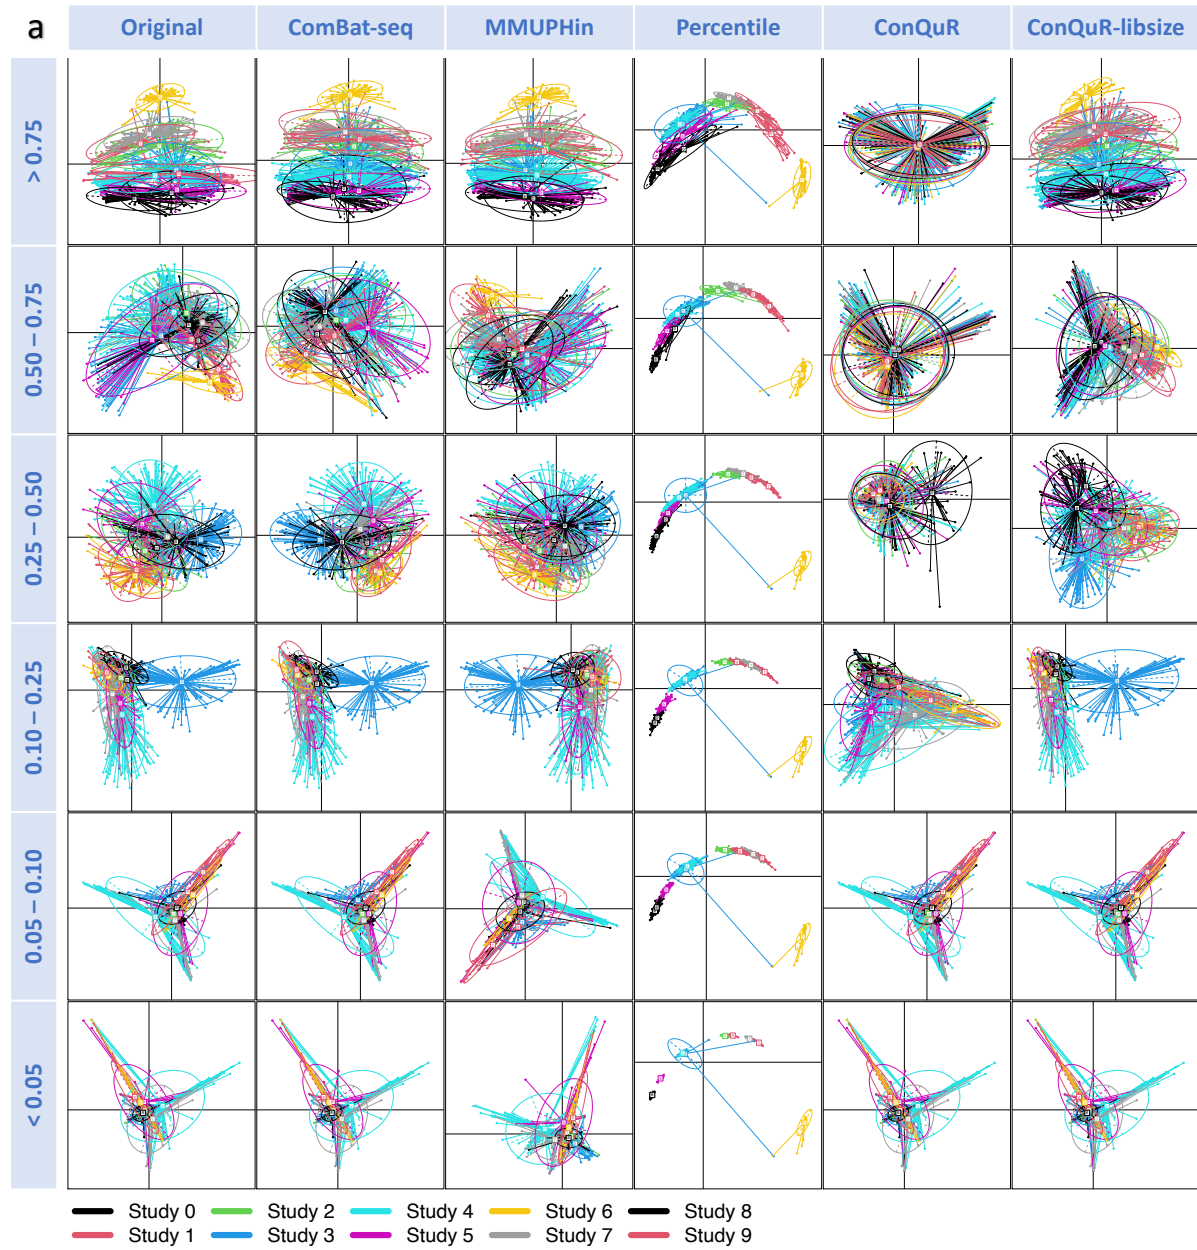 a
Original ComBat-seq MMUPHin Percentile ConQuR ConQuR-libsize
> 0.75
0.50 – 0.75
0.25 – 0.50
0.10 – 0.25
0.05 – 0.10
< 0.05
Study 0 Study 2 Study 4 Study 6 Study 8
Study 1 Study 3 Study 5 Study 7 Study 9